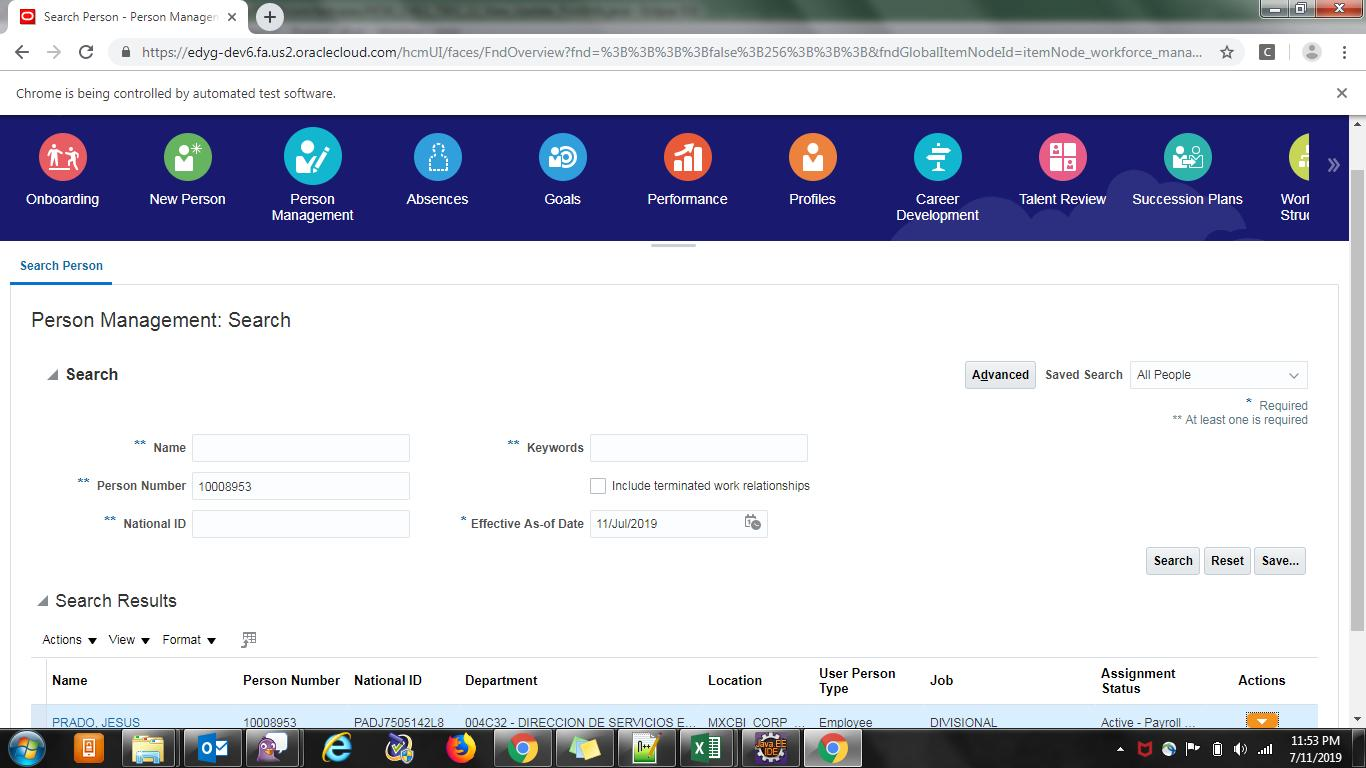 Search Person - Person Managem
https://edyg-dev6.fa.us2.oraclecloud.com/hcmUI/faces/FndOverview?fnd=%3B%3B%3B%3Bfalse%3B256%3B%3B%3B&fndGlobalItemNodeId=itemNode_workforce_mana...
C
Chrome is being controlled by automated test software.
Onboarding
New Person
Person
Management
Absences
Goals
Performance
Profiles
Career
Development
Talent Review
Succession Plans
Worl
Struc
Search Person
Person Management: Search
Search
Advanced
Saved Search
All People
* Required
** At least one is required
** Name
** Keywords
** Person Number 10008953
Include terminated work relationships
** National ID
* Effective As-of Date 11/Jul/2019
Search
Reset
Save...
Search Results
Actions
View
Format
Name
Person Number
National ID
Department
Location
User Person
Type
Job
Assignment
Status
Actions
PRADO, JESUS
10008953
PADJ7505142L8
004C32 - DIRECCION DE SERVICIOS E...
MXCBI_CORP_...
Employee
DIVISIONAL
Active - Payroll ...
Java EE
IDE
11:53 PM
7/11/2019